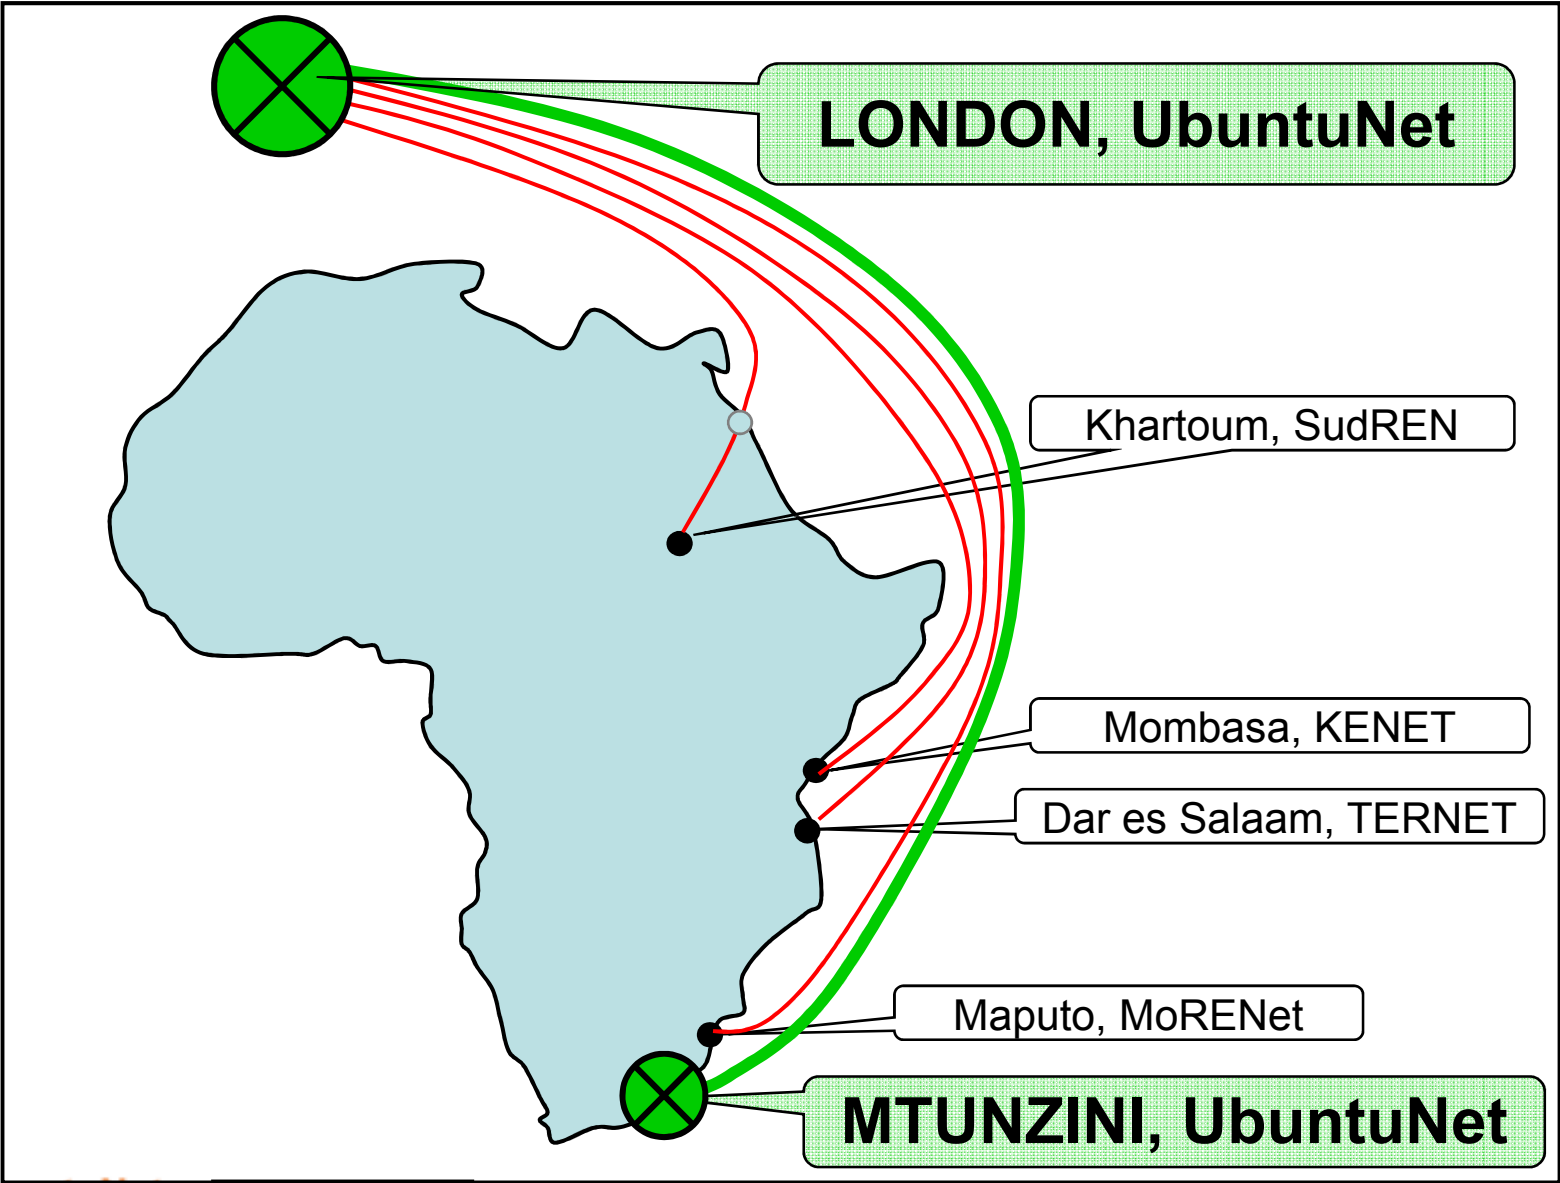 LONDON, UbuntuNet
Khartoum, SudREN
Mombasa, KENET
Dar es Salaam, TERNET
Maputo, MoRENet
MTUNZINI, UbuntuNet